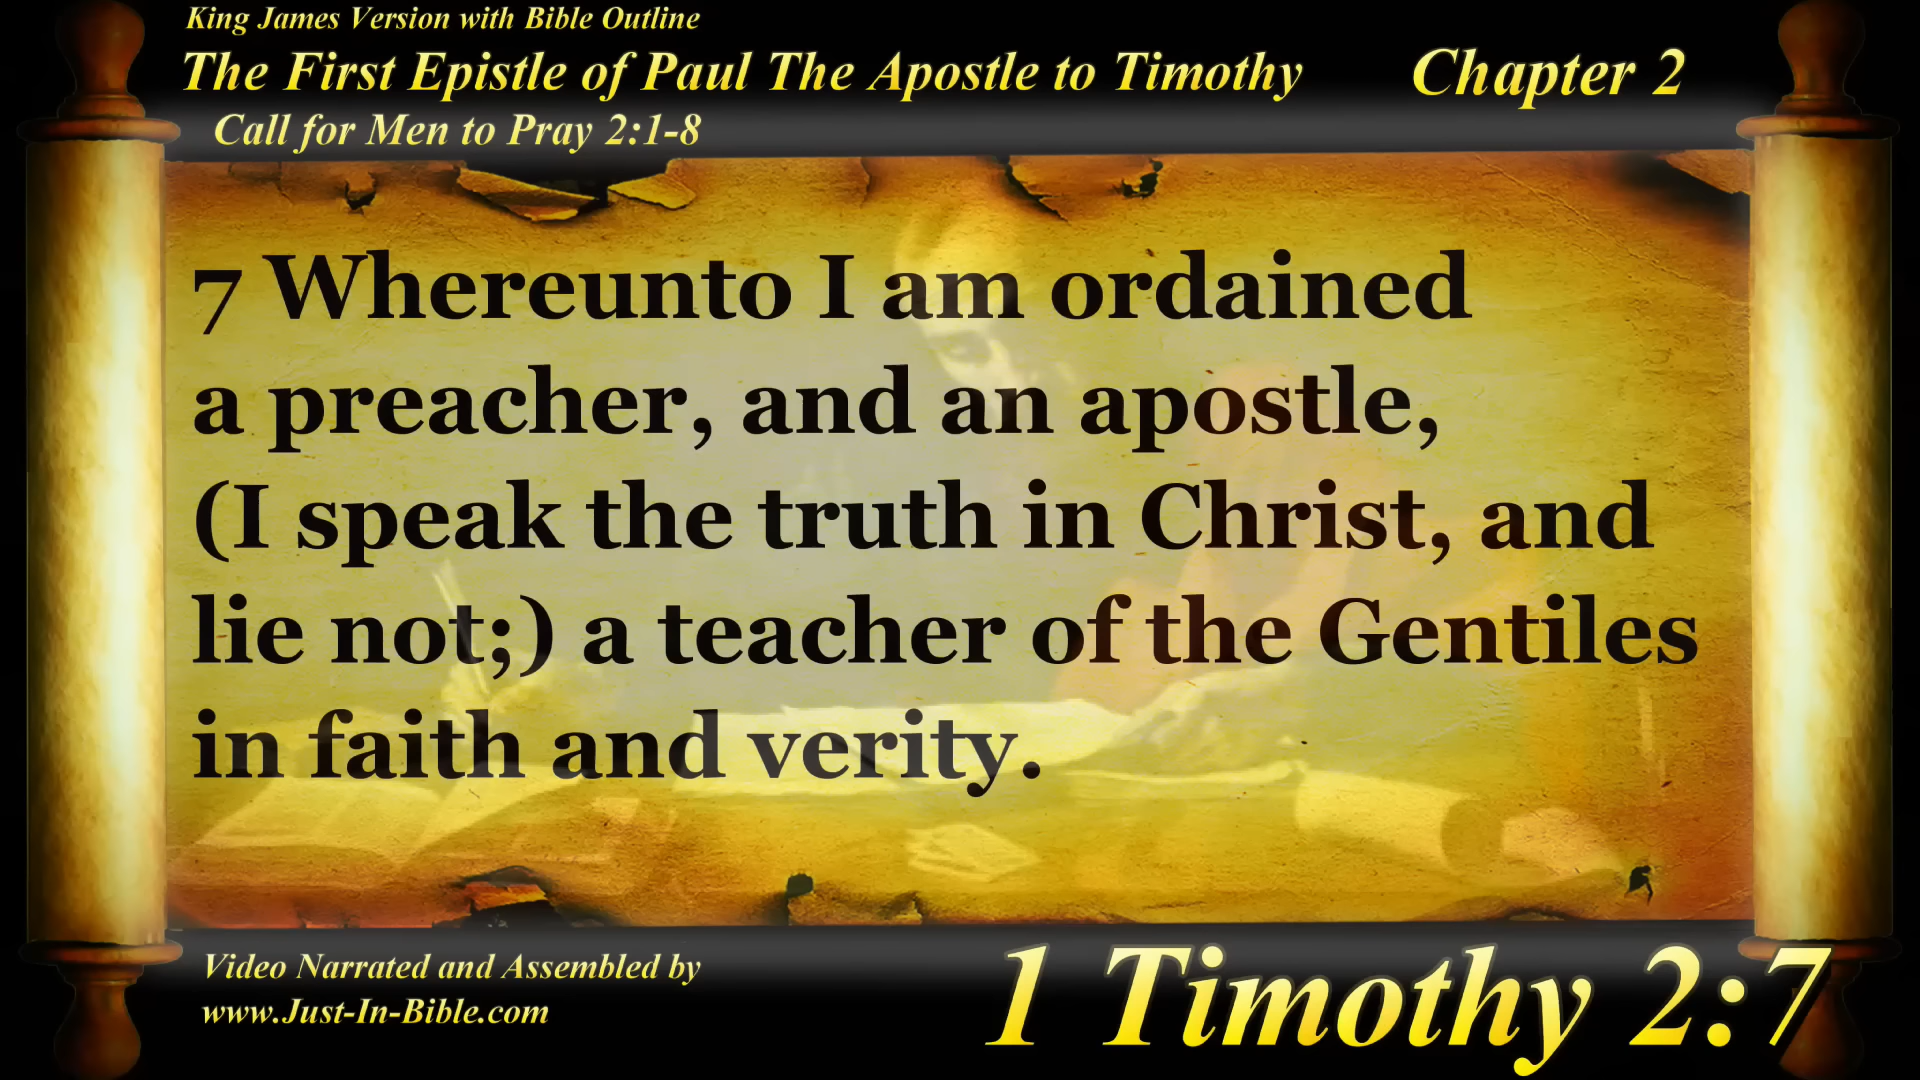 King James Version with Bible Outline
The First Epistle of Paul The Apostle to Timothy Chapter 2
Call for Men to Pray 2:1-8
7 Whereunto I am ordained
a preacher, and an apostle,
(I speak the truth in Christ, and
lie not;) a teacher of the Gentiles
in faith and verity.
Video Narrated and Assembled by
www.Just-In-Bible.com
1 Timothy 2:7